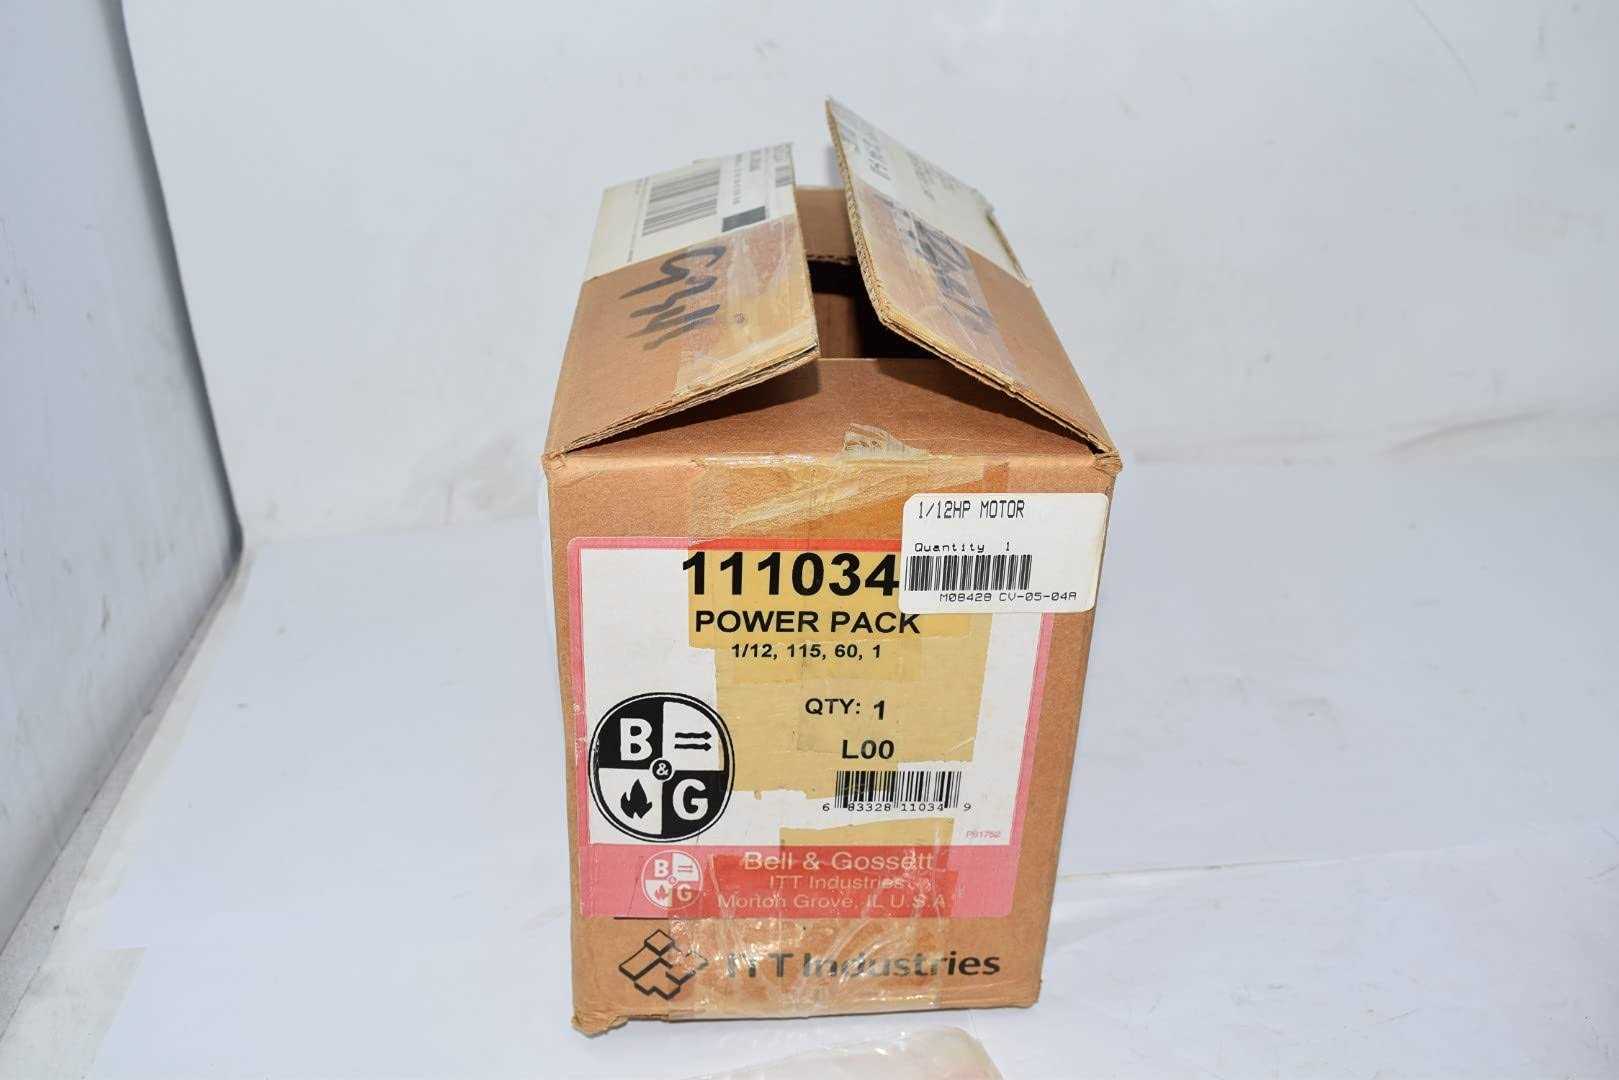 1/12HP MOTOR
Quantity 1
M08428 CV-05-04A
111034
POWER PACK
1/12, 115, 60, 1
QTY: 1
L00
6 83328 11034 9
P81752
B & G
B & G
Bell & Gossett
ITT Industries
Morton Grove, IL U.S.A
ITT Industries